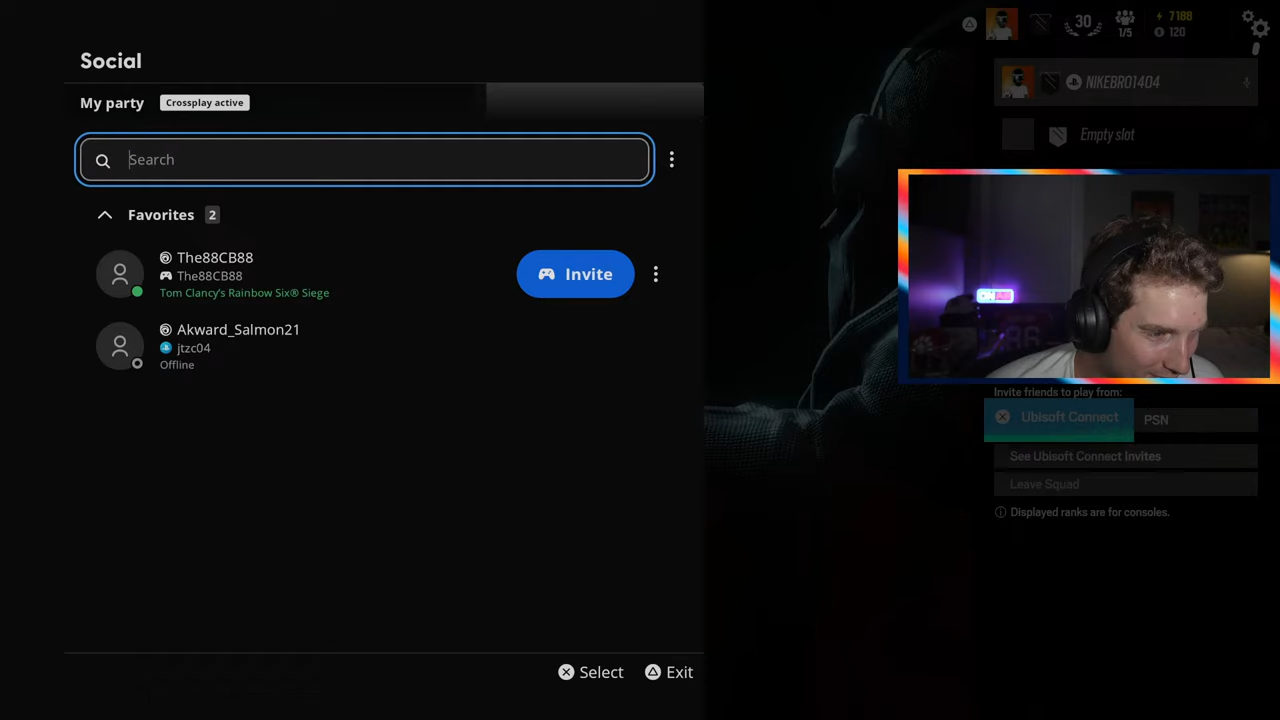 Social
My party
Crossplay active
Search
Favorites 2
The88CB88
The88CB88
Tom Clancy's Rainbow Six® Siege
Invite
Akward_Salmon21
jtzc04
Offline
Select
Exit
30
1/5
7188
120
NIKEBRO1404
Empty slot
Invite friends to play from:
Ubisoft Connect
PSN
See Ubisoft Connect Invites
Leave Squad
Displayed ranks are for consoles.